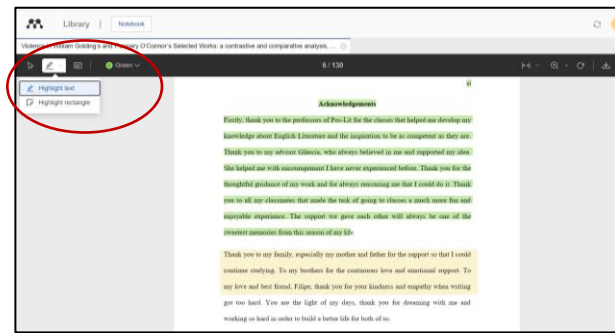 Library | Notebook
Violence in William Golding's and Flannery O'Connor's Selected Works: a contrastive and comparative analysis, ...
Green
6 / 130
Highlight text
Highlight rectangle
Acknowledgements
Firstly, thank you to the professors of Pos-Lit for the classes that helped me develop my
knowledge about English Literature and the inspiration to be as competent as they are.
Thank you to my advisor Gláucia, who always believed in me and supported my idea.
She helped me with encouragement I have never experienced before. Thank you for the
thoughtful guidance of my work and for always reassuring me that I could do it. Thank
you to all my classmates that made the task of going to classes a much more fun and
enjoyable experience. The support we gave each other will always be one of the
sweetest memories from this season of my life.
Thank you to my family, especially my mother and father for the support so that I could
continue studying. To my brothers for the continuous love and emotional support. To
my love and best friend, Filipe, thank you for your kindness and empathy when writing
got too hard. You are the light of my days, thank you for dreaming with me and
working so hard in order to build a better life for both of us.